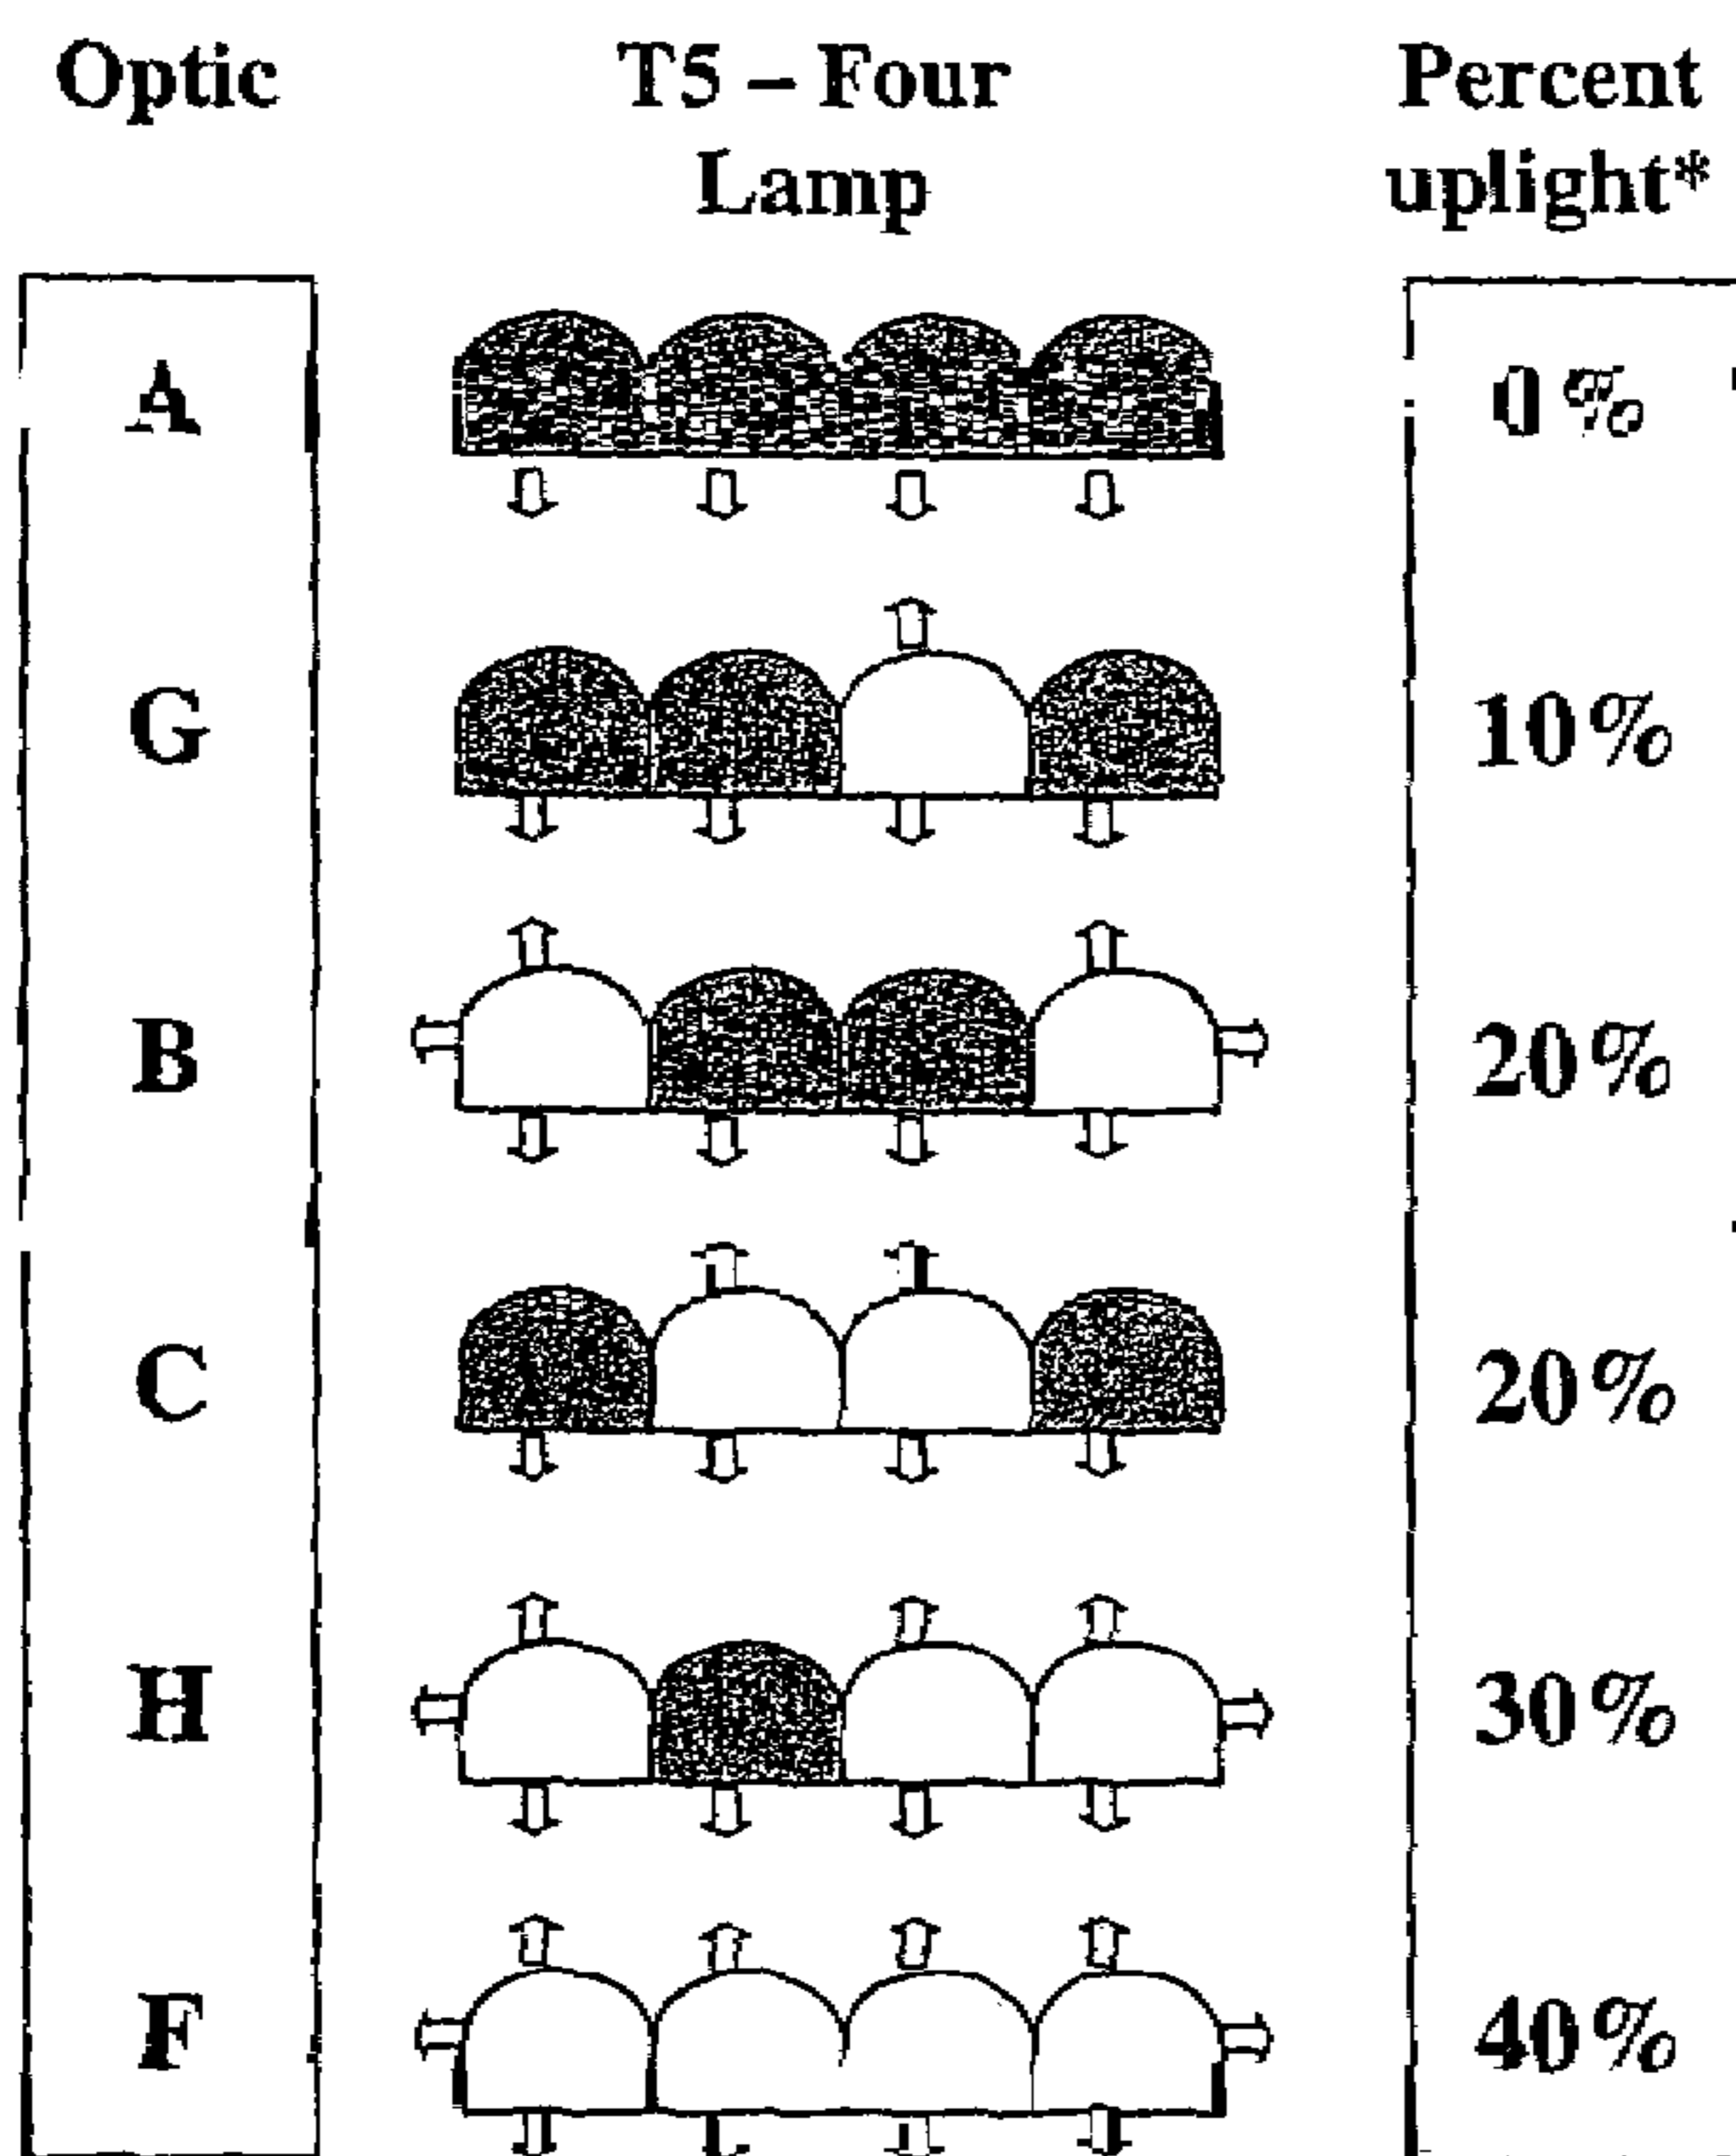 Optic T5 – Four Percent
Lamp uplight*
A 0%
G 10%
B 20%
C 20%
H 30%
F 40%